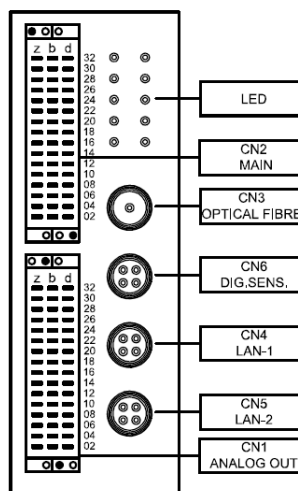 z b d
32
30
28
26
24
22
20
18
16
14
12
10
08
06
04
02
z b d
32
30
28
26
24
22
20
18
16
14
12
10
08
06
04
02
LED
CN2
MAIN
CN3
OPTICAL FIBRE
CN6
DIG.SENS.
CN4
LAN-1
CN5
LAN-2
CN1
ANALOG OUT